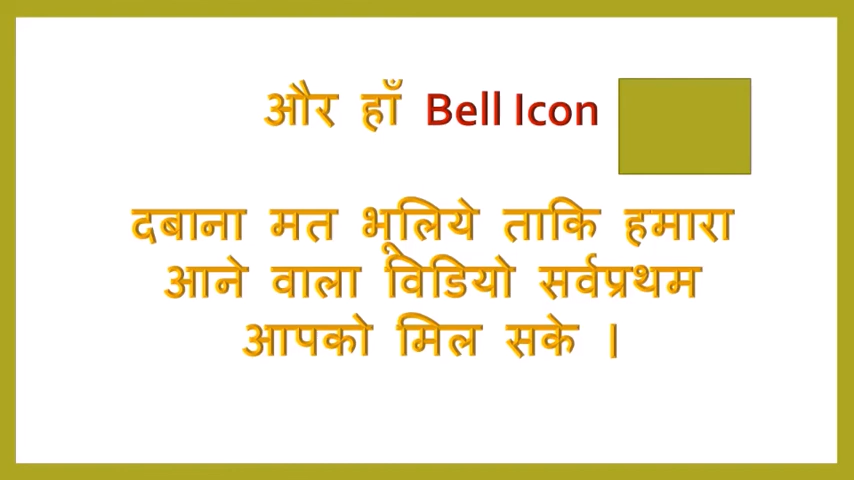 और हाँ Bell Icon
दबाना मत भूलिये ताकि हमारा
आने वाला विडियो सर्वप्रथम
आपको मिल सके ।